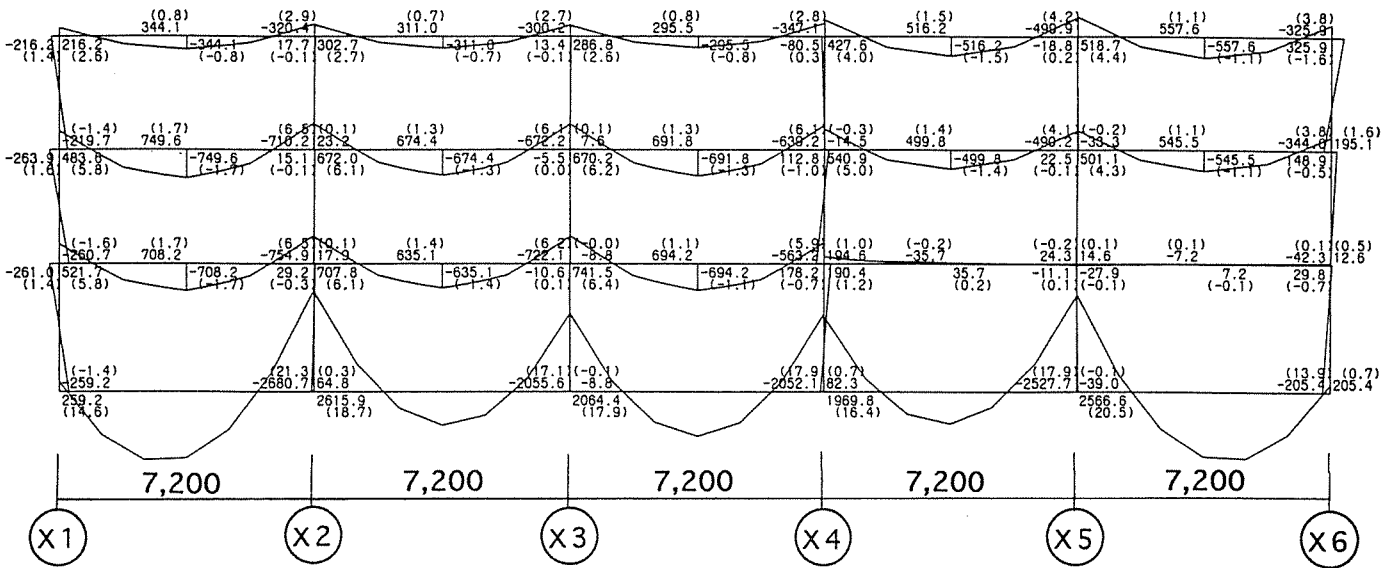 (0.8) (2.9) (0.7) (2.7) (0.8) (2.8) (1.5) (4.2) (1.1) (3.8)
344.1 -320.4 311.0 -300.2 295.5 -347.1 516.2 -499.9 557.6 -325.9
-216.2 216.2 -344.1 17.7 302.7 -311.0 13.4 286.8 -295.5 -80.5 427.6 -516.2 -18.8 518.7 -557.6 325.9
(1.4) (2.6) (-0.8) (-0.1) (2.7) (-0.7) (-0.1) (2.6) (-0.8) (0.3) (4.0) (-1.5) (0.2) (4.4) (-1.1) (-1.6)
(-1.4) (1.7) (6.5) (0.1) (1.3) (6.1) (0.1) (1.3) (6.1) (-0.3) (1.4) (4.1) (-0.2) (1.1) (3.8) (1.6)
-219.7 749.6 -710.2 23.2 674.4 -672.2 7.6 691.8 -14.5 499.8 -490.2 -33.3 545.5 195.1
-263.9 483.6 -749.6 15.1 672.0 -674.4 -5.5 670.2 -691.8 112.8 540.9 -499.8 22.5 501.1 -545.5 48.9
(1.6) (5.8) (-1.7) (-0.1) (6.1) (-1.3) (0.0) (6.2) (-1.3) (-1.0) (5.0) (-1.4) (-0.1) (4.3) (-1.1) (-0.5)
(-1.6) (1.7) (6.5) (0.1) (1.4) (6.2) (-0.0) (1.1) (5.9) (1.0) (-0.2) (-0.2) (0.1) (0.1) (0.1) (0.5)
-260.7 708.2 -754.9 17.9 635.1 -722.1 -8.8 694.2 -563.2 194.6 -35.7 24.3 14.6 -7.2 -42.3 12.6
-261.0 521.7 -708.2 29.2 707.8 -635.1 -10.6 741.5 -694.2 78.2 90.4 35.7 -11.1 -27.9 7.2 29.8
(1.4) (5.8) (-1.7) (-0.3) (6.1) (-1.4) (0.1) (6.4) (-1.1) (-0.7) (1.2) (0.2) (0.1) (-0.1) (-0.1) (-0.7)
(-1.4) (21.3) (0.3) (17.1) (-0.1) (17.9) (0.7) (17.9) (-0.1) (13.9) (0.7)
-259.2 -2680.7 64.8 -2055.6 -8.8 -2052.1 82.3 -2527.7 -39.0 -205.4 205.4
259.2 2615.9 2064.4 1969.8 2566.6
(14.6) (18.7) (17.9) (16.4) (20.5)
7,200 7,200 7,200 7,200 7,200
X1 X2 X3 X4 X5 X6